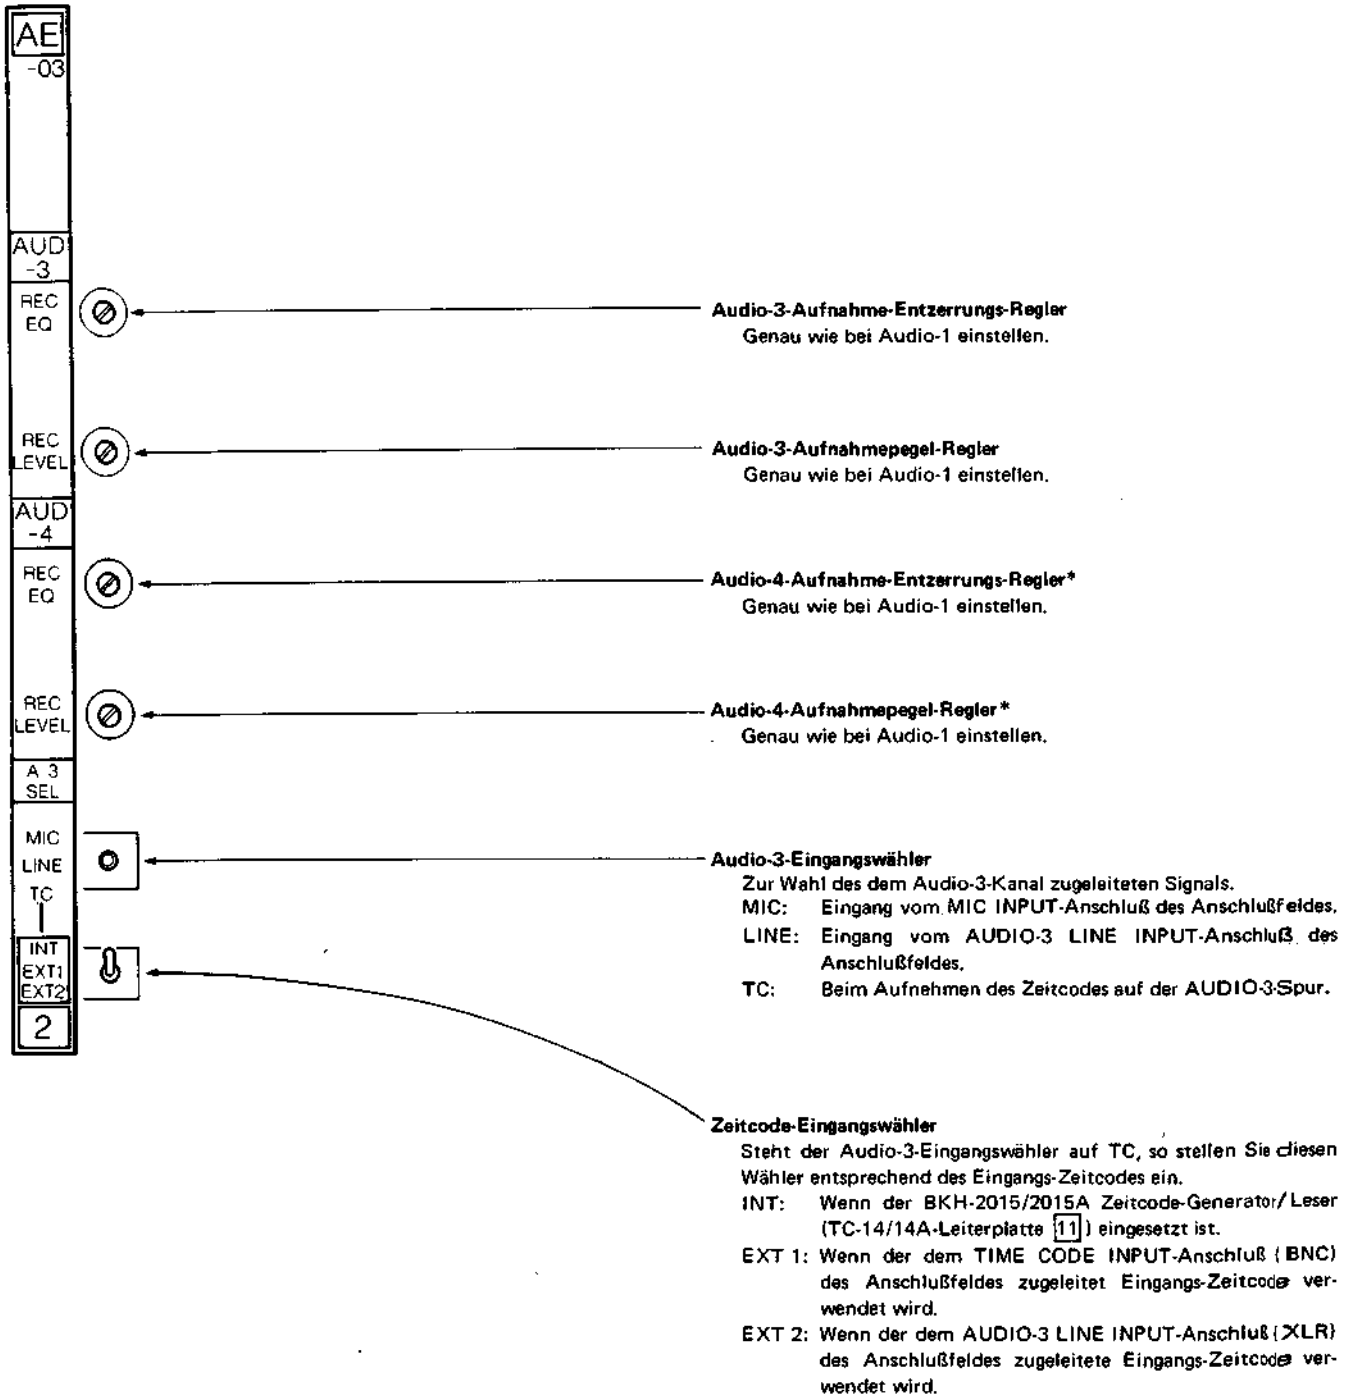 AE
-03
AUD
-3
REC
EQ
Audio-3-Aufnahme-Entzerrungs-Regler
Genau wie bei Audio-1 einstellen.
REC
LEVEL
Audio-3-Aufnahmepegel-Regler
Genau wie bei Audio-1 einstellen.
AUD
-4
REC
EQ
Audio-4-Aufnahme-Entzerrungs-Regler*
Genau wie bei Audio-1 einstellen.
REC
LEVEL
Audio-4-Aufnahmepegel-Regler*
Genau wie bei Audio-1 einstellen.
A 3
SEL
MIC
LINE
TC
INT
EXT1
EXT2
2
Audio-3-Eingangswähler
Zur Wahl des dem Audio-3-Kanal zugeleiteten Signals.
MIC: Eingang vom MIC INPUT-Anschluß des Anschlußfeldes.
LINE: Eingang vom AUDIO-3 LINE INPUT-Anschluß des
Anschlußfeldes.
TC: Beim Aufnehmen des Zeitcodes auf der AUDIO-3-Spur.
Zeitcode-Eingangswähler
Steht der Audio-3-Eingangswähler auf TC, so stellen Sie diesen
Wähler entsprechend des Eingangs-Zeitcodes ein.
INT: Wenn der BKH-2015/2015A Zeitcode-Generator/Leser
(TC-14/14A-Leiterplatte 11) eingesetzt ist.
EXT 1: Wenn der dem TIME CODE INPUT-Anschluß (BNC)
des Anschlußfeldes zugeleitet Eingangs-Zeitcode ver-
wendet wird.
EXT 2: Wenn der dem AUDIO-3 LINE INPUT-Anschluß (XLR)
des Anschlußfeldes zugeleitete Eingangs-Zeitcode ver-
wendet wird.